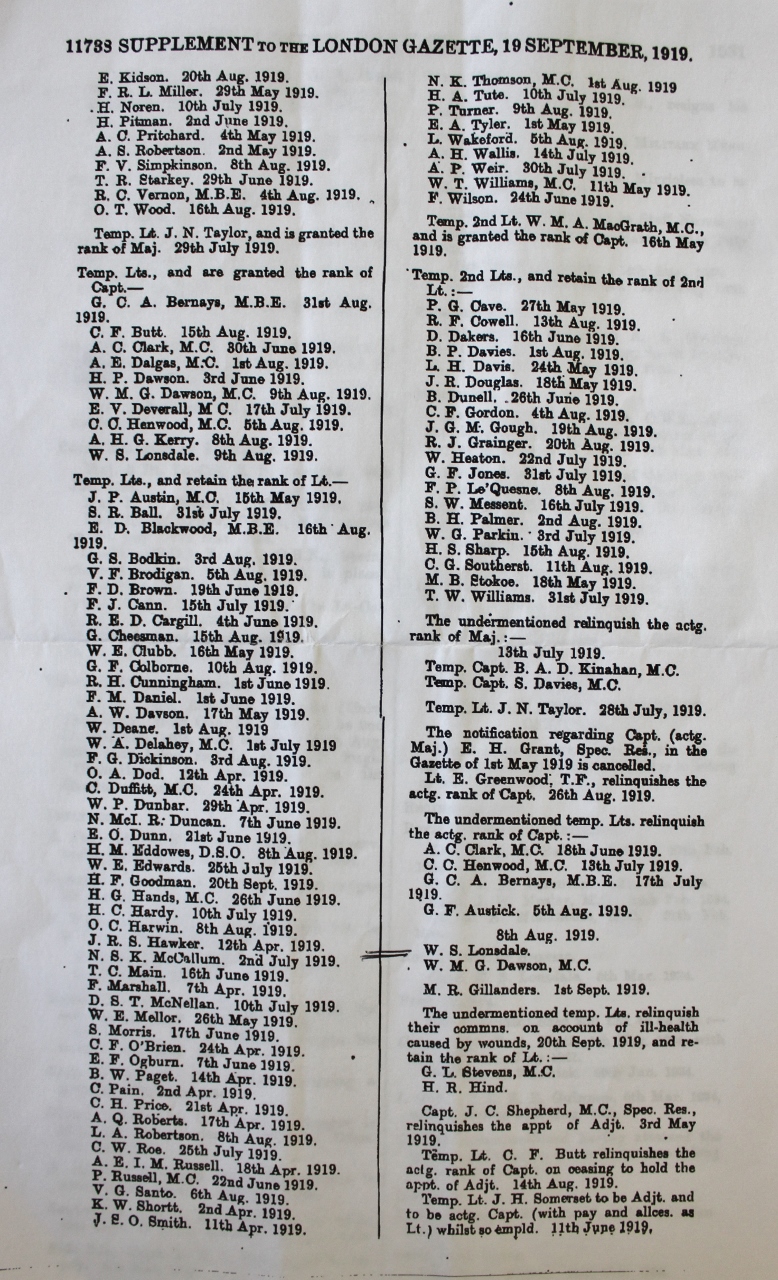 11788 SUPPLEMENT TO THE LONDON GAZETTE, 19 SEPTEMBER, 1919.
E. Kidson. 20th Aug. 1919.
F. R. L. Miller. 29th May 1919.
H. Noren. 10th July 1919.
H. Pitman. 2nd June 1919.
A. C. Pritchard. 4th May 1919.
A. S. Robertson. 2nd May 1919.
F. V. Simpkinson. 8th Aug. 1919.
T. R. Starkey. 29th June 1919.
R. C. Vernon, M.B.E. 4th Aug. 1919.
O. T. Wood. 16th Aug. 1919.
Temp. Lt. J. N. Taylor, and is granted the
rank of Maj. 29th July 1919.
Temp. Lts., and are granted the rank of
Capt.—
G. C. A. Bernays, M.B.E. 31st Aug.
1919.
C. F. Butt. 15th Aug. 1919.
A. C. Clark, M.C. 30th June 1919.
A. E. Dalgas, M.C. 1st Aug. 1919.
H. P. Dawson. 3rd June 1919.
W. M. G. Dawson, M.C. 9th Aug. 1919.
E. V. Deverall, M C. 17th July 1919.
C. C. Henwood, M.C. 5th Aug. 1919.
A. H. G. Kerry. 8th Aug. 1919.
W. S. Lonsdale. 9th Aug. 1919.
Temp. Lts., and retain the rank of Lt.—
J. P. Austin, M.C. 15th May 1919.
S. R. Ball. 31st July 1919.
E. D. Blackwood, M.B.E. 16th Aug.
1919.
G. S. Bodkin. 3rd Aug. 1919.
V. F. Brodigan. 5th Aug. 1919.
F. D. Brown. 19th June 1919.
F. J. Cann. 15th July 1919.
R. E. D. Cargill. 4th June 1919.
G. Cheesman. 15th Aug. 1919.
W. E. Clubb. 16th May 1919.
G. F. Colborne. 10th Aug. 1919.
R. H. Cunningham. 1st June 1919.
F. M. Daniel. 1st June 1919.
A. W. Davson. 17th May 1919.
W. Deane. 1st Aug. 1919
W. A. Delahey, M.C. 1st July 1919
F. G. Dickinson. 3rd Aug. 1919.
O. A. Dod. 12th Apr. 1919.
C. Duffitt, M.C. 24th Apr. 1919.
W. P. Dunbar. 29th Apr. 1919.
N. McI. R. Duncan. 7th June 1919.
E. O. Dunn. 21st June 1919.
H. M. Eddowes, D.S.O. 8th Aug. 1919.
W. E. Edwards. 25th July 1919.
H. F. Goodman. 20th Sept. 1919.
H. G. Hands, M.C. 26th June 1919.
H. C. Hardy. 10th July 1919.
O. C. Harwin. 8th Aug. 1919.
J. R. S. Hawker. 12th Apr. 1919.
N. S. K. McCallum. 2nd July 1919.
T. C. Main. 16th June 1919.
F. Marshall. 7th Apr. 1919.
D. S. T. McNellan. 10th July 1919.
W. E. Mellor. 26th May 1919.
S. Morris. 17th June 1919.
C. F. O'Brien. 24th Apr. 1919.
E. F. Ogburn. 7th June 1919.
B. W. Paget. 14th Apr. 1919.
C. Pain. 2nd Apr. 1919.
C. H. Price. 21st Apr. 1919.
A. Q. Roberts. 17th Apr. 1919.
L. A. Robertson. 8th Aug. 1919.
C. W. Roe. 25th July 1919.
A. E. I. M. Russell. 18th Apr. 1919.
P. Russell, M.C. 22nd June 1919.
V. G. Santo. 6th Aug. 1919.
K. W. Shortt. 2nd Apr. 1919.
J. S. O. Smith. 11th Apr. 1919.
N. K. Thomson, M.C. 1st Aug. 1919
H. A. Tute. 10th July 1919.
P. Turner. 9th Aug. 1919.
E. A. Tyler. 1st May 1919.
L. Wakeford. 5th Aug. 1919.
A. H. Wallis. 14th July 1919.
A. P. Weir. 30th July 1919.
W. T. Williams, M.C. 11th May 1919.
F. Wilson. 24th June 1919.
Temp. 2nd Lt. W. M. A. MacGrath, M.C.,
and is granted the rank of Capt. 16th May
1919.
Temp. 2nd Lts., and retain the rank of 2nd
Lt.:—
P. G. Cave. 27th May 1919.
R. F. Cowell. 13th Aug. 1919.
D. Dakers. 16th June 1919.
B. P. Davies. 1st Aug. 1919.
L. H. Davis. 24th May 1919.
J. R. Douglas. 18th May 1919.
B. Dunell. 26th June 1919.
C. F. Gordon. 4th Aug. 1919.
J. G. M. Gough. 19th Aug. 1919.
R. J. Grainger. 20th Aug. 1919.
W. Heaton. 22nd July 1919.
G. F. Jones. 31st July 1919.
F. P. Le'Quesne. 8th Aug. 1919.
S. W. Messent. 16th July 1919.
B. H. Palmer. 2nd Aug. 1919.
W. G. Parkin. 3rd July 1919.
H. S. Sharp. 15th Aug. 1919.
C. G. Southerst. 11th Aug. 1919.
M. B. Stokoe. 18th May 1919.
T. W. Williams. 31st July 1919.
The undermentioned relinquish the actg.
rank of Maj.:—
13th July 1919.
Temp. Capt. B. A. D. Kinahan, M.C.
Temp. Capt. S. Davies, M.C.
Temp. Lt. J. N. Taylor. 28th July, 1919.
The notification regarding Capt. (actg.
Maj.) E. H. Grant, Spec. Res., in the
Gazette of 1st May 1919 is cancelled.
Lt. E. Greenwood, T.F., relinquishes the
actg. rank of Capt. 26th Aug. 1919.
The undermentioned temp. Lts. relinquish
the actg. rank of Capt.:—
A. C. Clark, M.C. 18th June 1919.
C. C. Henwood, M.C. 13th July 1919.
G. C. A. Bernays, M.B.E. 17th July
1919.
G. F. Austick. 5th Aug. 1919.
8th Aug. 1919.
W. S. Lonsdale.
W. M. G. Dawson, M.C.
M. R. Gillanders. 1st Sept. 1919.
The undermentioned temp. Lts. relinquish
their commns. on account of ill-health
caused by wounds, 20th Sept. 1919, and re-
tain the rank of Lt.:—
G. L. Stevens, M.C.
H. R. Hind.
Capt. J. C. Shepherd, M.C., Spec. Res.,
relinquishes the appt of Adjt. 3rd May
1919.
Temp. Lt. C. F. Butt relinquishes the
actg. rank of Capt. on ceasing to hold the
appt. of Adjt. 14th Aug. 1919.
Temp. Lt. J. H. Somerset to be Adjt. and
to be actg. Capt. (with pay and allces. as
Lt.) whilst so empld. 11th June 1919.